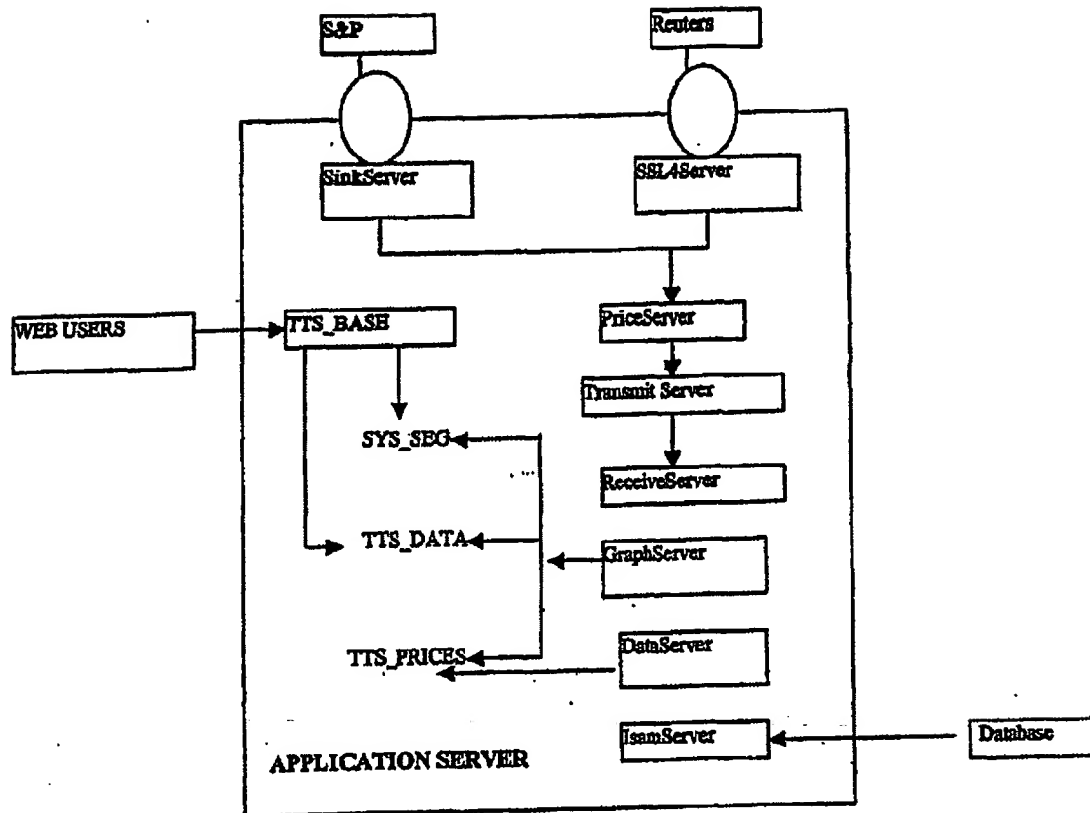 S&P
Reuters
SinkServer
SSL4Server
WEB USERS
TTS_BASE
PriceServer
Transmit Server
SYS_SEG
ReceiveServer
TTS_DATA
GraphServer
TTS_PRICES
DataServer
IsamServer
Database
APPLICATION SERVER